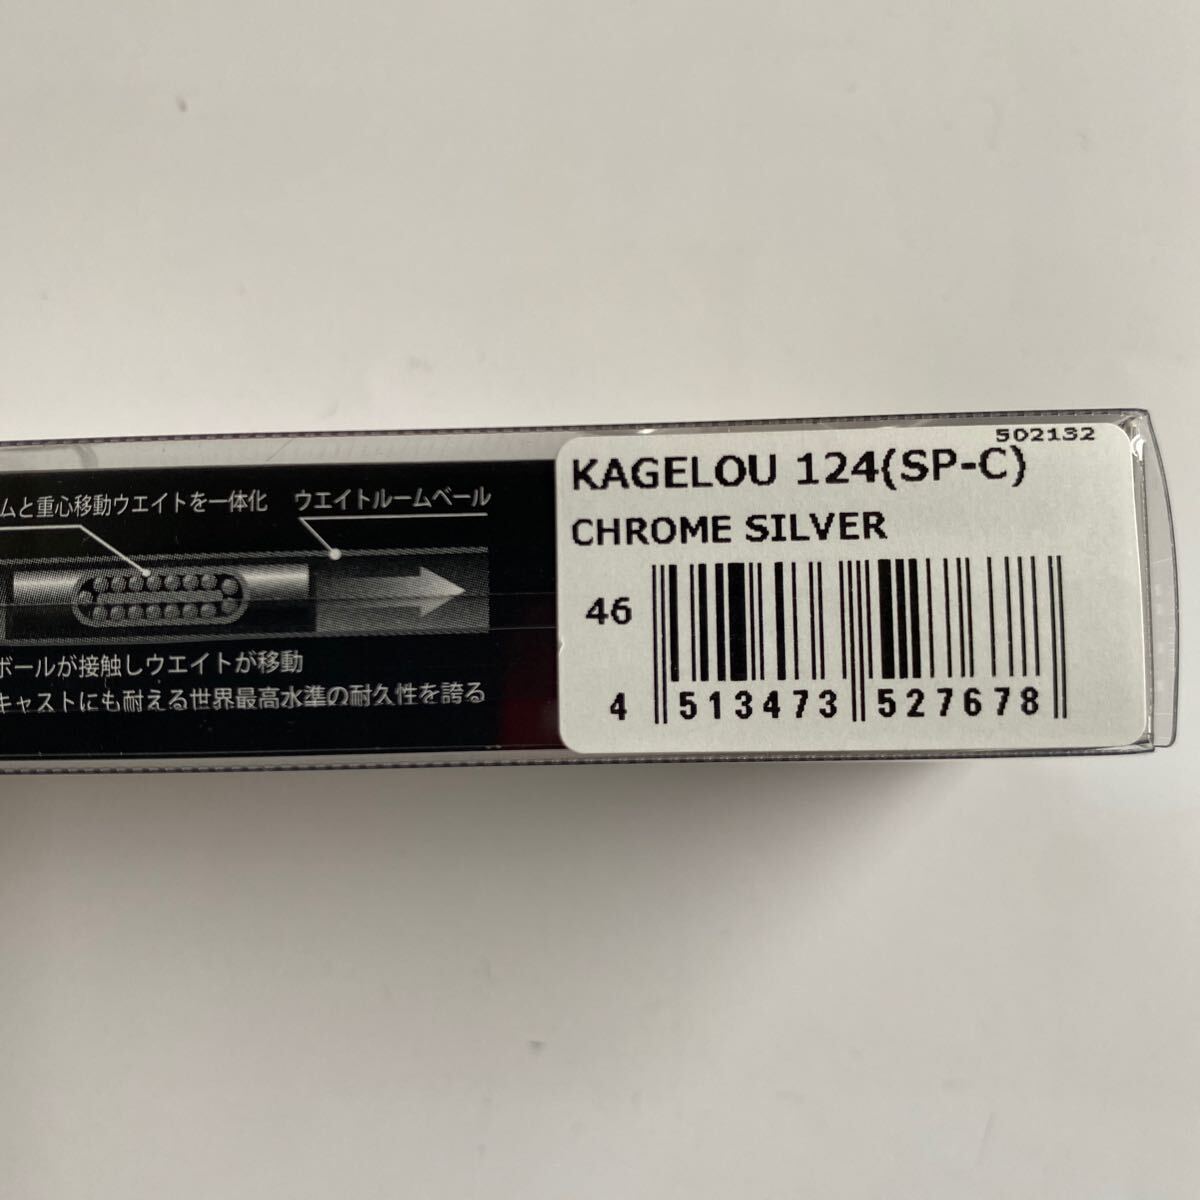 ムと重心移動ウエイトを一体化
ウエイトルームベール
ボールが接触しウエイトが移動
キャストにも耐える世界最高水準の耐久性を誇る
502132
KAGELOU 124(SP-C)
CHROME SILVER
46
4 513473 527678